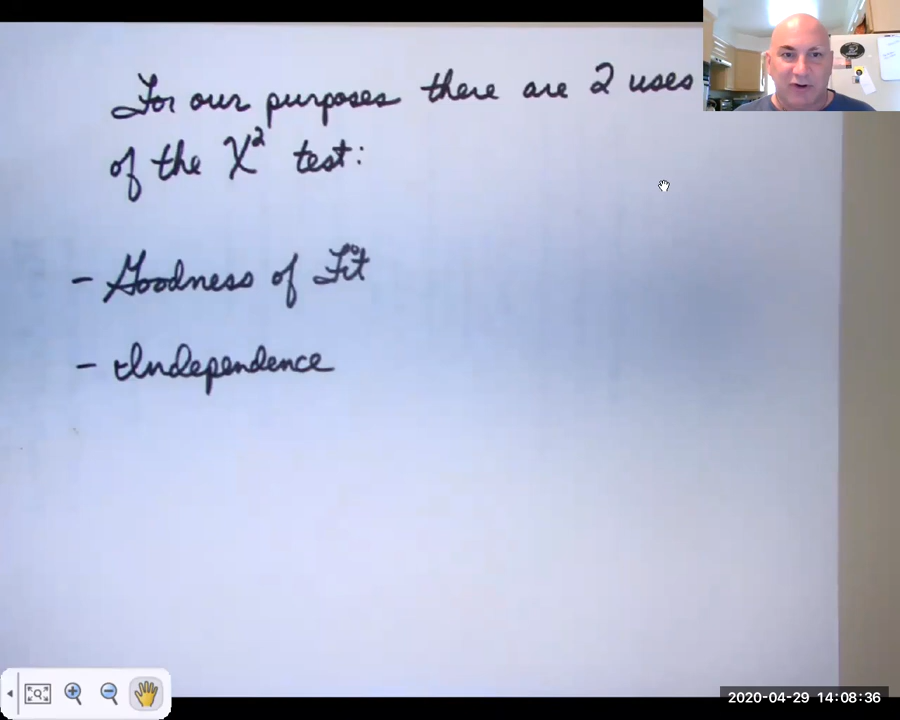 For our purposes there are 2 uses
of the χ² test:
- Goodness of Fit
- Independence
2020-04-29 14:08:36